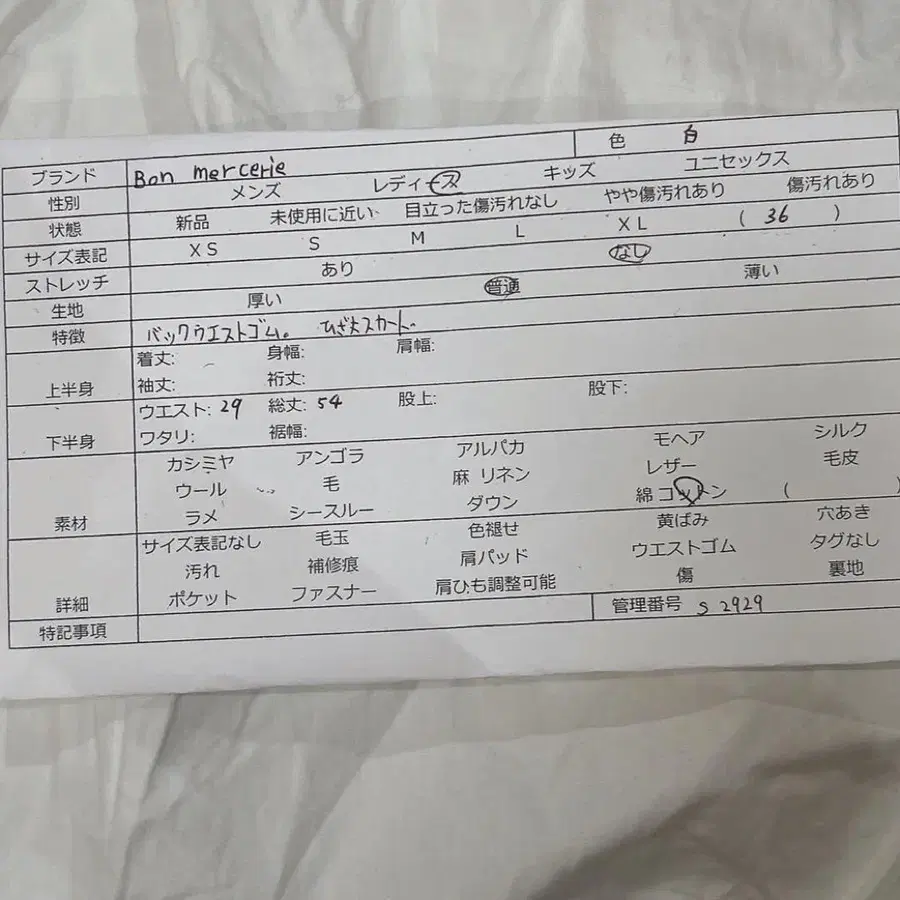 ブランド Bon mercerie 色 白
性別 メンズ レディース キッズ ユニセックス
状態 新品 未使用に近い 目立った傷汚れなし やや傷汚れあり 傷汚れあり
サイズ表記 XS S M L XL ( 36 )
ストレッチ あり なし
生地 厚い 普通 薄い
特徴 バックウエストゴム。 ひざ丈スカート。
上半身 着丈: 身幅: 肩幅:
袖丈: 裄丈:
下半身 ウエスト: 29 総丈: 54 股上: 股下:
ワタリ: 裾幅:
素材 カシミヤ アンゴラ アルパカ モヘア シルク
ウール 毛 麻 リネン レザー 毛皮
ラメ シースルー ダウン 綿 コットン ( )
詳細 サイズ表記なし 毛玉 色褪せ 黄ばみ 穴あき
汚れ 補修痕 肩パッド ウエストゴム タグなし
ポケット ファスナー 肩ひも調整可能 傷 裏地
特記事項 管理番号 S 2929